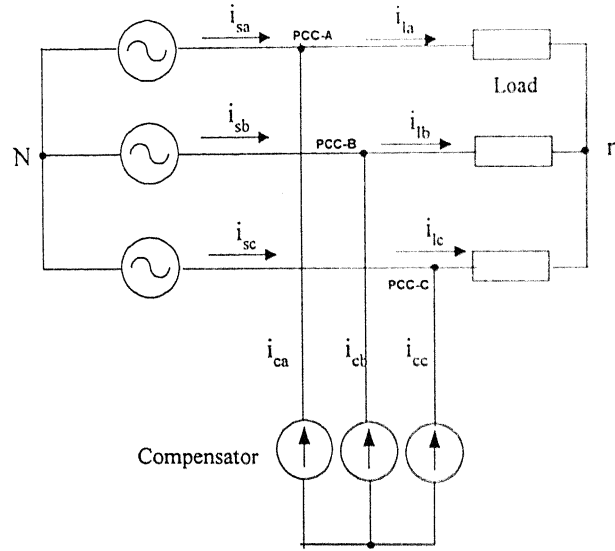 i_sa PCC-A i_la
Load
i_sb PCC-B i_lb
N n
i_sc i_lc
PCC-C
i_ca i_cb i_cc
Compensator